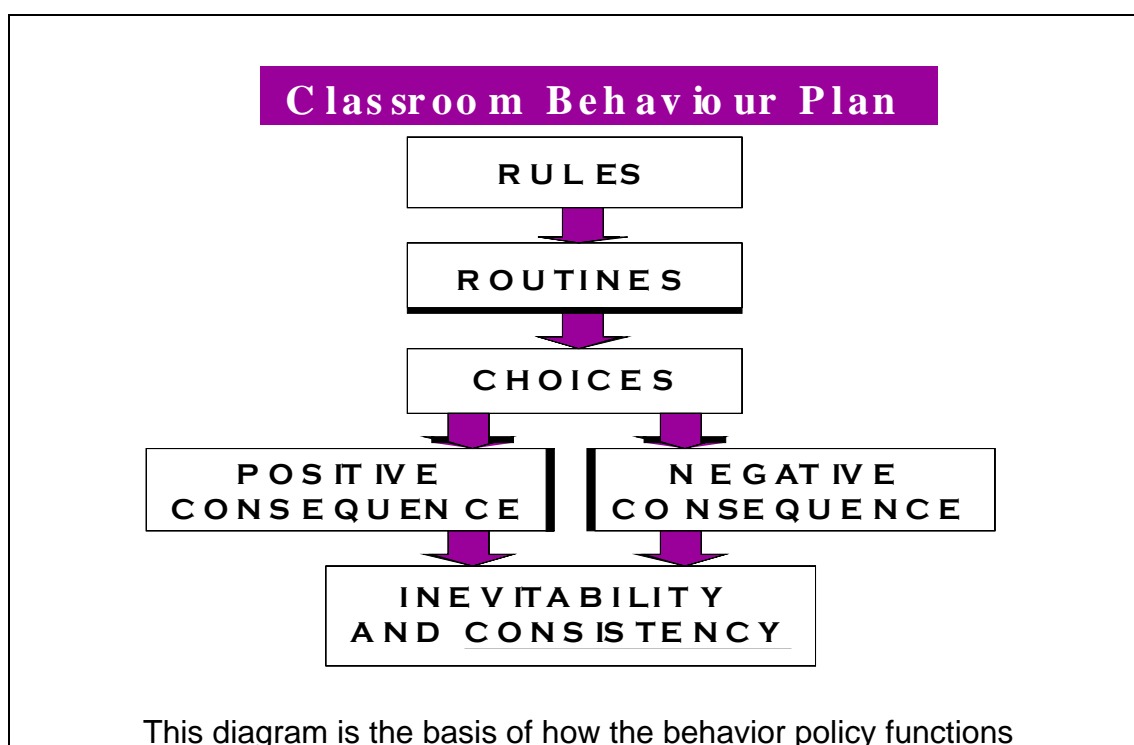 Classroom Behaviour Plan
RULES
ROUTINES
CHOICES
POSITIVE
CONSEQUENCE
NEGATIVE
CONSEQUENCE
INEVITABILITY
AND CONSISTENCY
This diagram is the basis of how the behavior policy functions